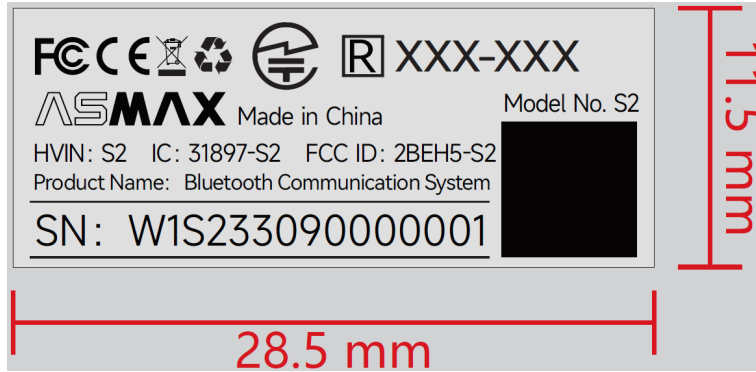 FC CE R XXX-XXX
ASMAX Made in China
Model No. S2
HVIN: S2 IC: 31897-S2 FCC ID: 2BEH5-S2
Product Name: Bluetooth Communication System
SN: W1S233090000001
11.5 mm
28.5 mm